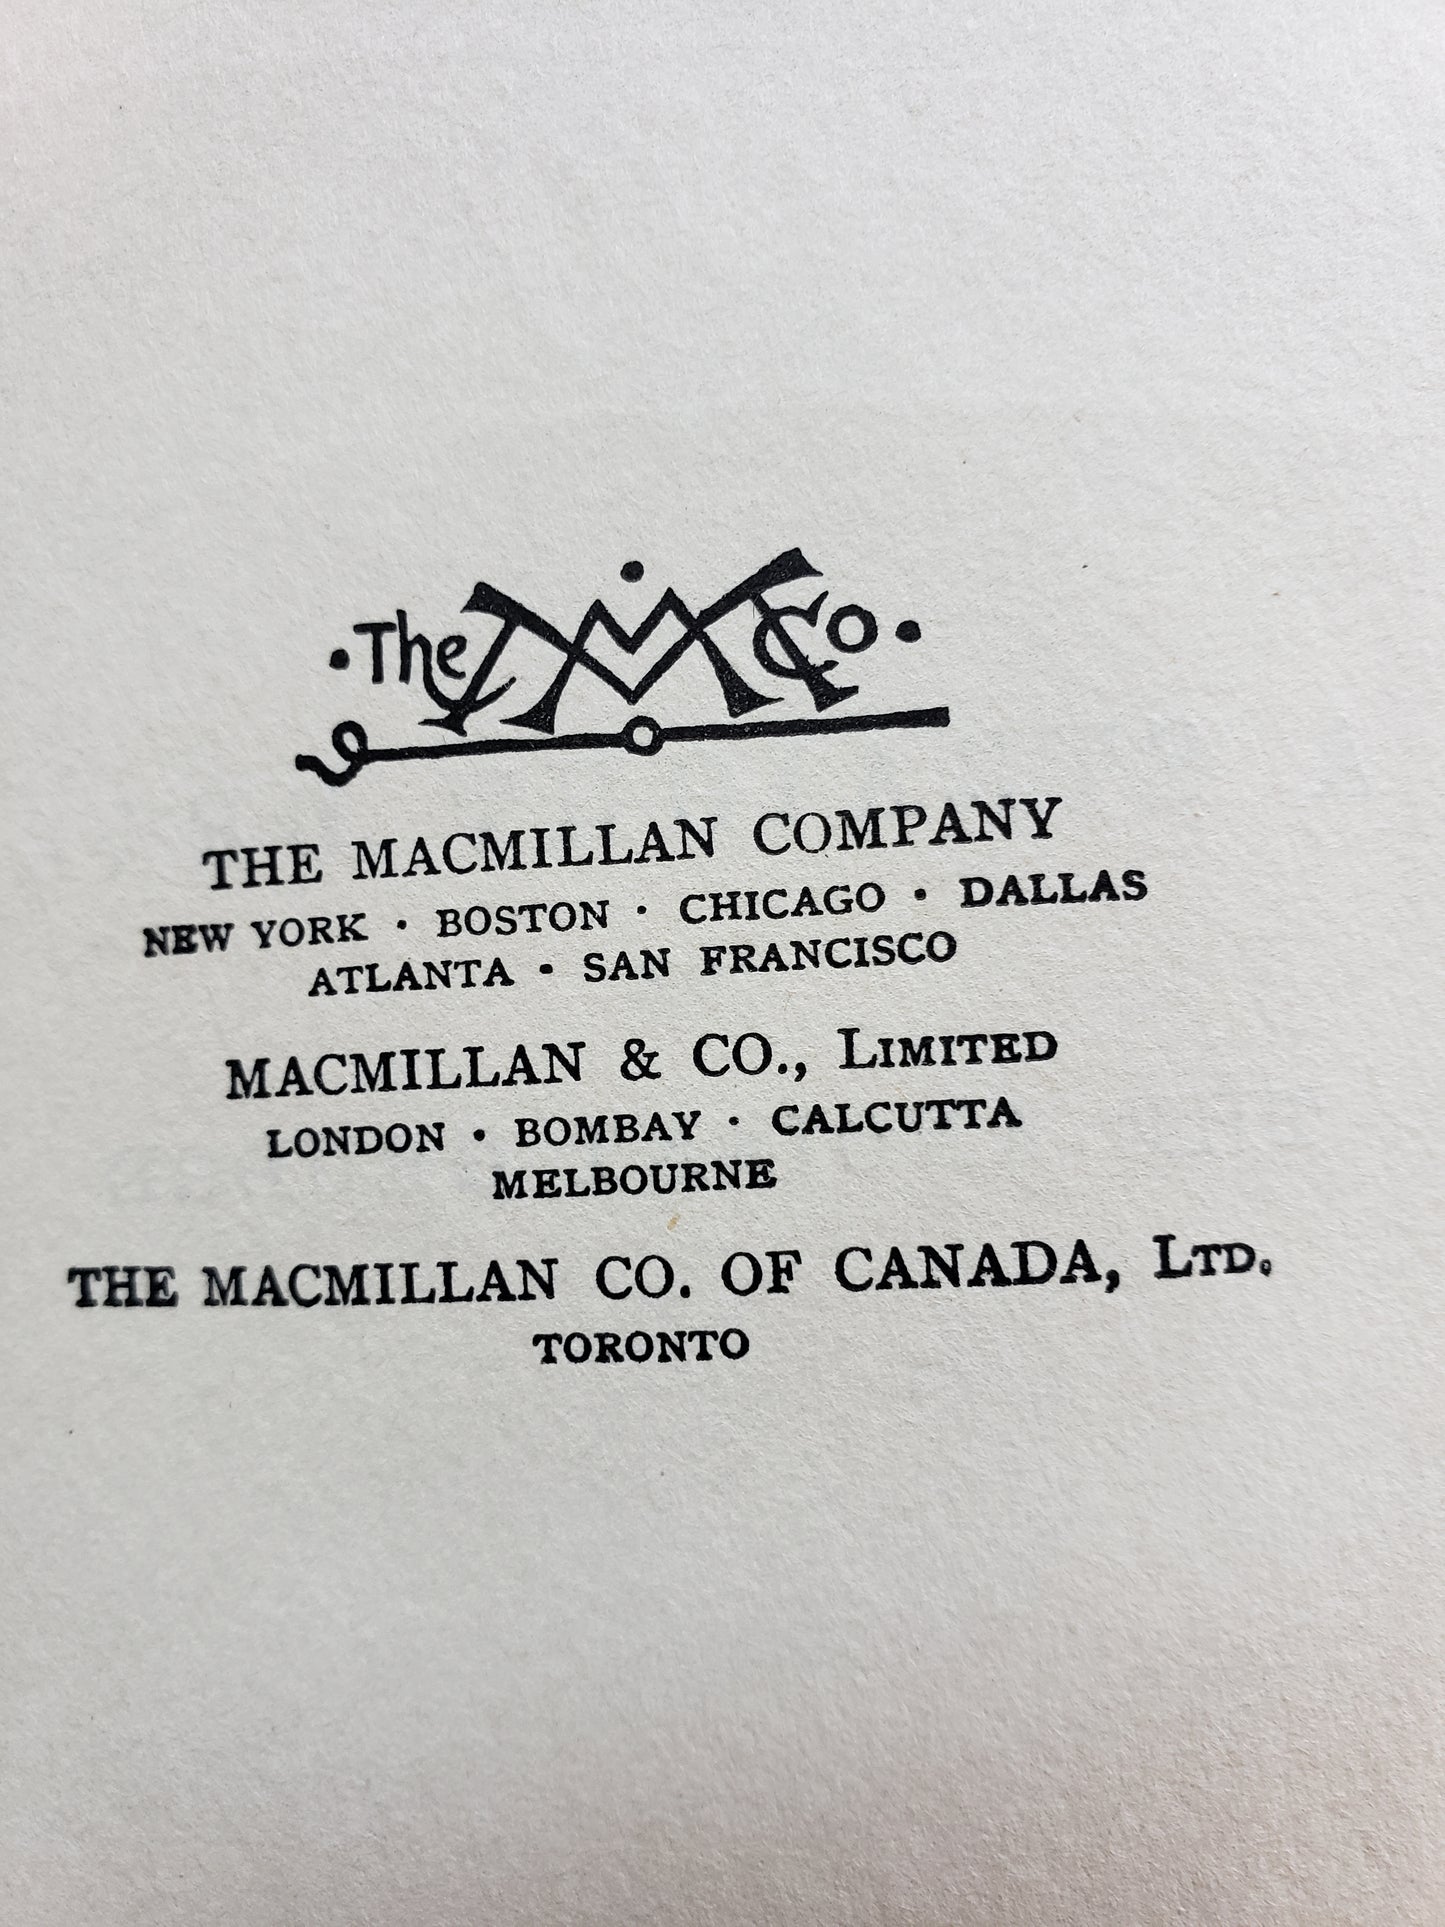 ·The M Co·
THE MACMILLAN COMPANY
NEW YORK · BOSTON · CHICAGO · DALLAS
ATLANTA · SAN FRANCISCO
MACMILLAN & CO., LIMITED
LONDON · BOMBAY · CALCUTTA
MELBOURNE
THE MACMILLAN CO. OF CANADA, LTD.
TORONTO